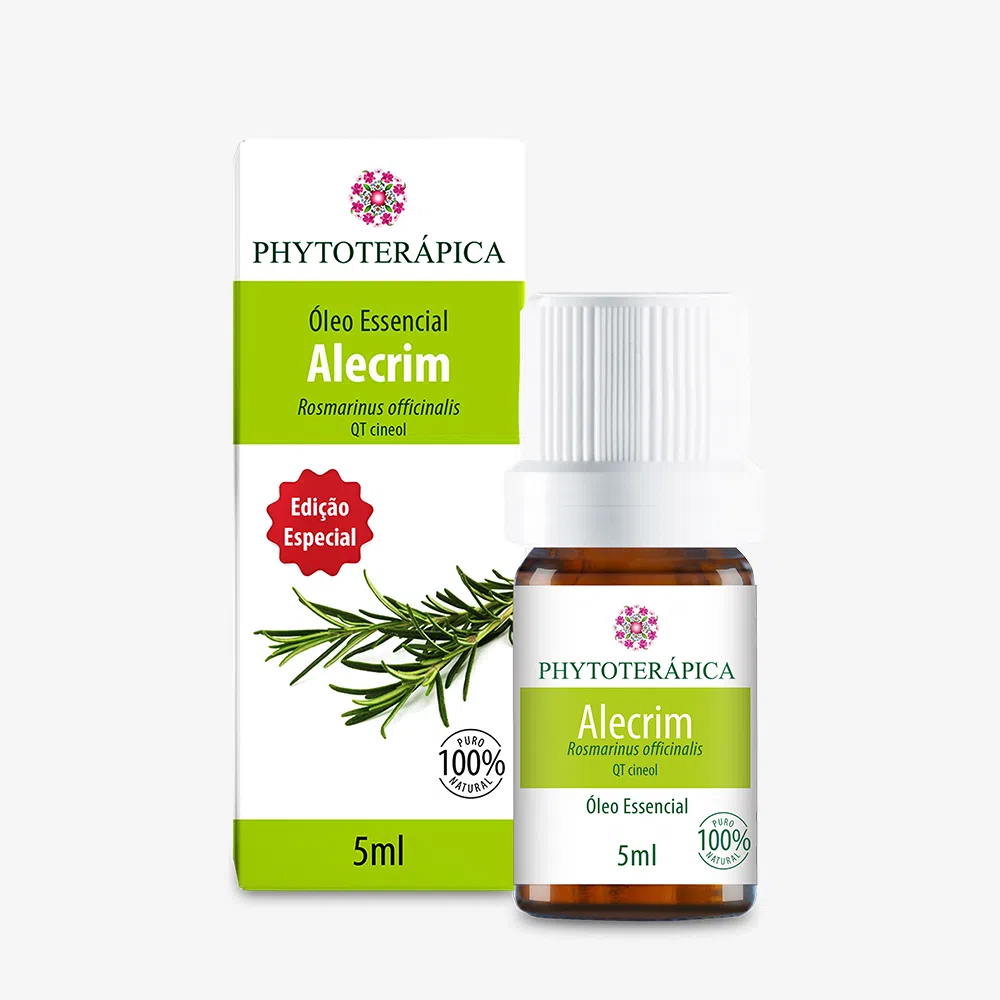 PHYTOTERÁPICA
Óleo Essencial
Alecrim
Rosmarinus officinalis
QT cineol
Edição
Especial
PURO
100%
NATURAL
5ml
PHYTOTERÁPICA
Alecrim
Rosmarinus officinalis
QT cineol
Óleo Essencial
PURO
100%
NATURAL
5ml